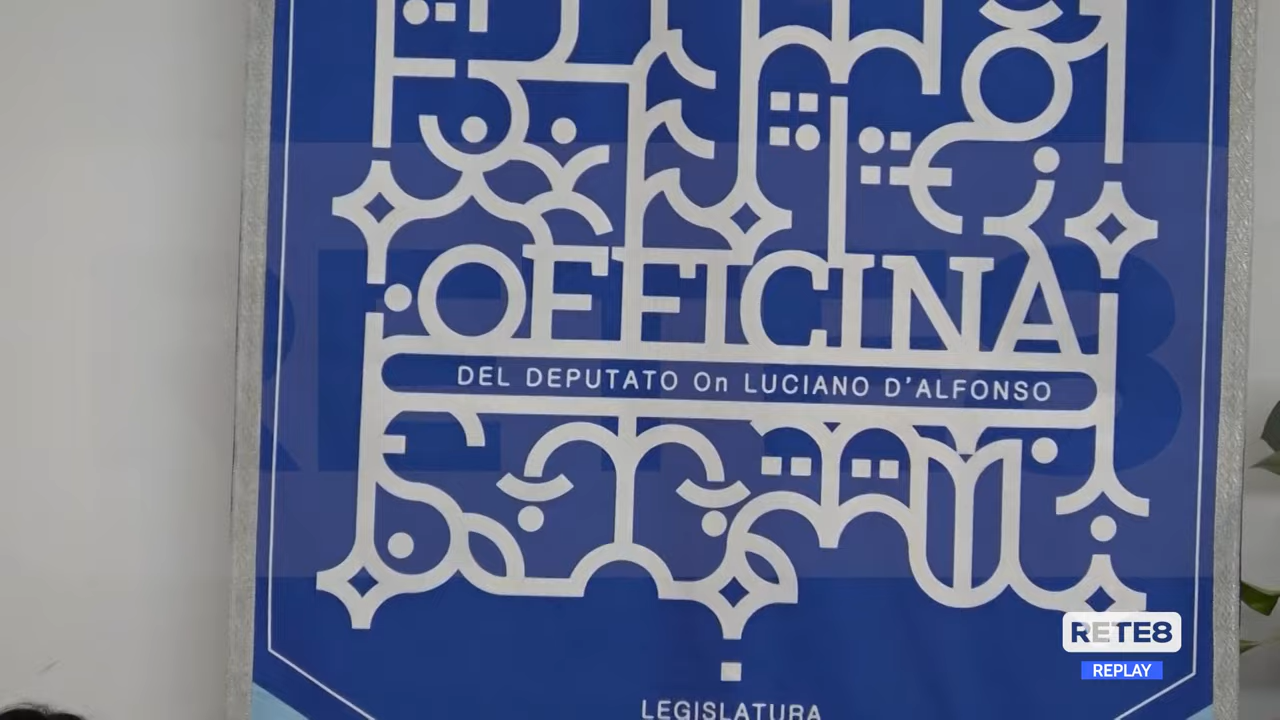 OFFICINA
DEL DEPUTATO On LUCIANO D'ALFONSO
LEGISLATURA
RETE8
REPLAY